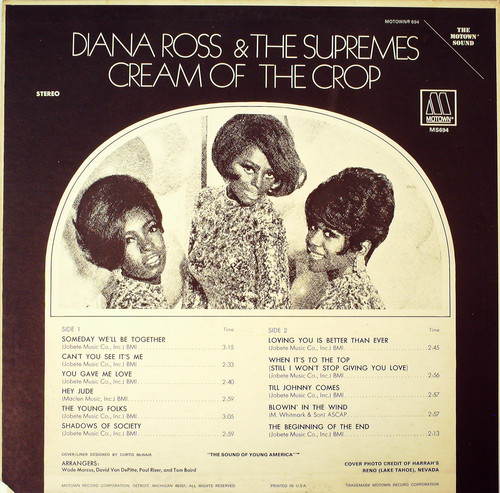 MOTOWN® 694
THE
MOTOWN®
SOUND
DIANA ROSS & THE SUPREMES
CREAM OF THE CROP
STEREO
M
MOTOWN®
MS694
SIDE 1 Time
SOMEDAY WE'LL BE TOGETHER
(Jobete Music Co., Inc.) BMI 3:15
CAN'T YOU SEE IT'S ME
(Jobete Music Co., Inc.) BMI 2:33
YOU GAVE ME LOVE
(Jobete Music Co., Inc.) BMI 2:40
HEY JUDE
(Maclen Music, Inc.) BMI 2:59
THE YOUNG FOLKS
(Jobete Music Co., Inc.) BMI 3:05
SHADOWS OF SOCIETY
(Jobete Music Co., Inc.) BMI 2:59
SIDE 2 Time
LOVING YOU IS BETTER THAN EVER
(Jobete Music Co., Inc.) BMI 2:45
WHEN IT'S TO THE TOP
(STILL I WON'T STOP GIVING YOU LOVE)
(Jobete Music Co., Inc.) BMI 2:56
TILL JOHNNY COMES
(Jobete Music Co., Inc.) BMI 2:57
BLOWIN' IN THE WIND
(M. Whitmark & Son) ASCAP 2:57
THE BEGINNING OF THE END
(Jobete Music Co., Inc.) BMI 2:13
COVER/LINER DESIGNED BY CURTIS McNAIR
"THE SOUND OF YOUNG AMERICA"
ARRANGERS:
Wade Marcus, David Van DePitte, Paul Riser, and Tom Baird
COVER PHOTO CREDIT OF HARRAH'S
RENO (LAKE TAHOE), NEVADA
MOTOWN RECORD CORPORATION, DETROIT, MICHIGAN 48201, ALL RIGHTS RESERVED
PRINTED IN U.S.A.
TRADEMARK MOTOWN RECORD CORPORATION